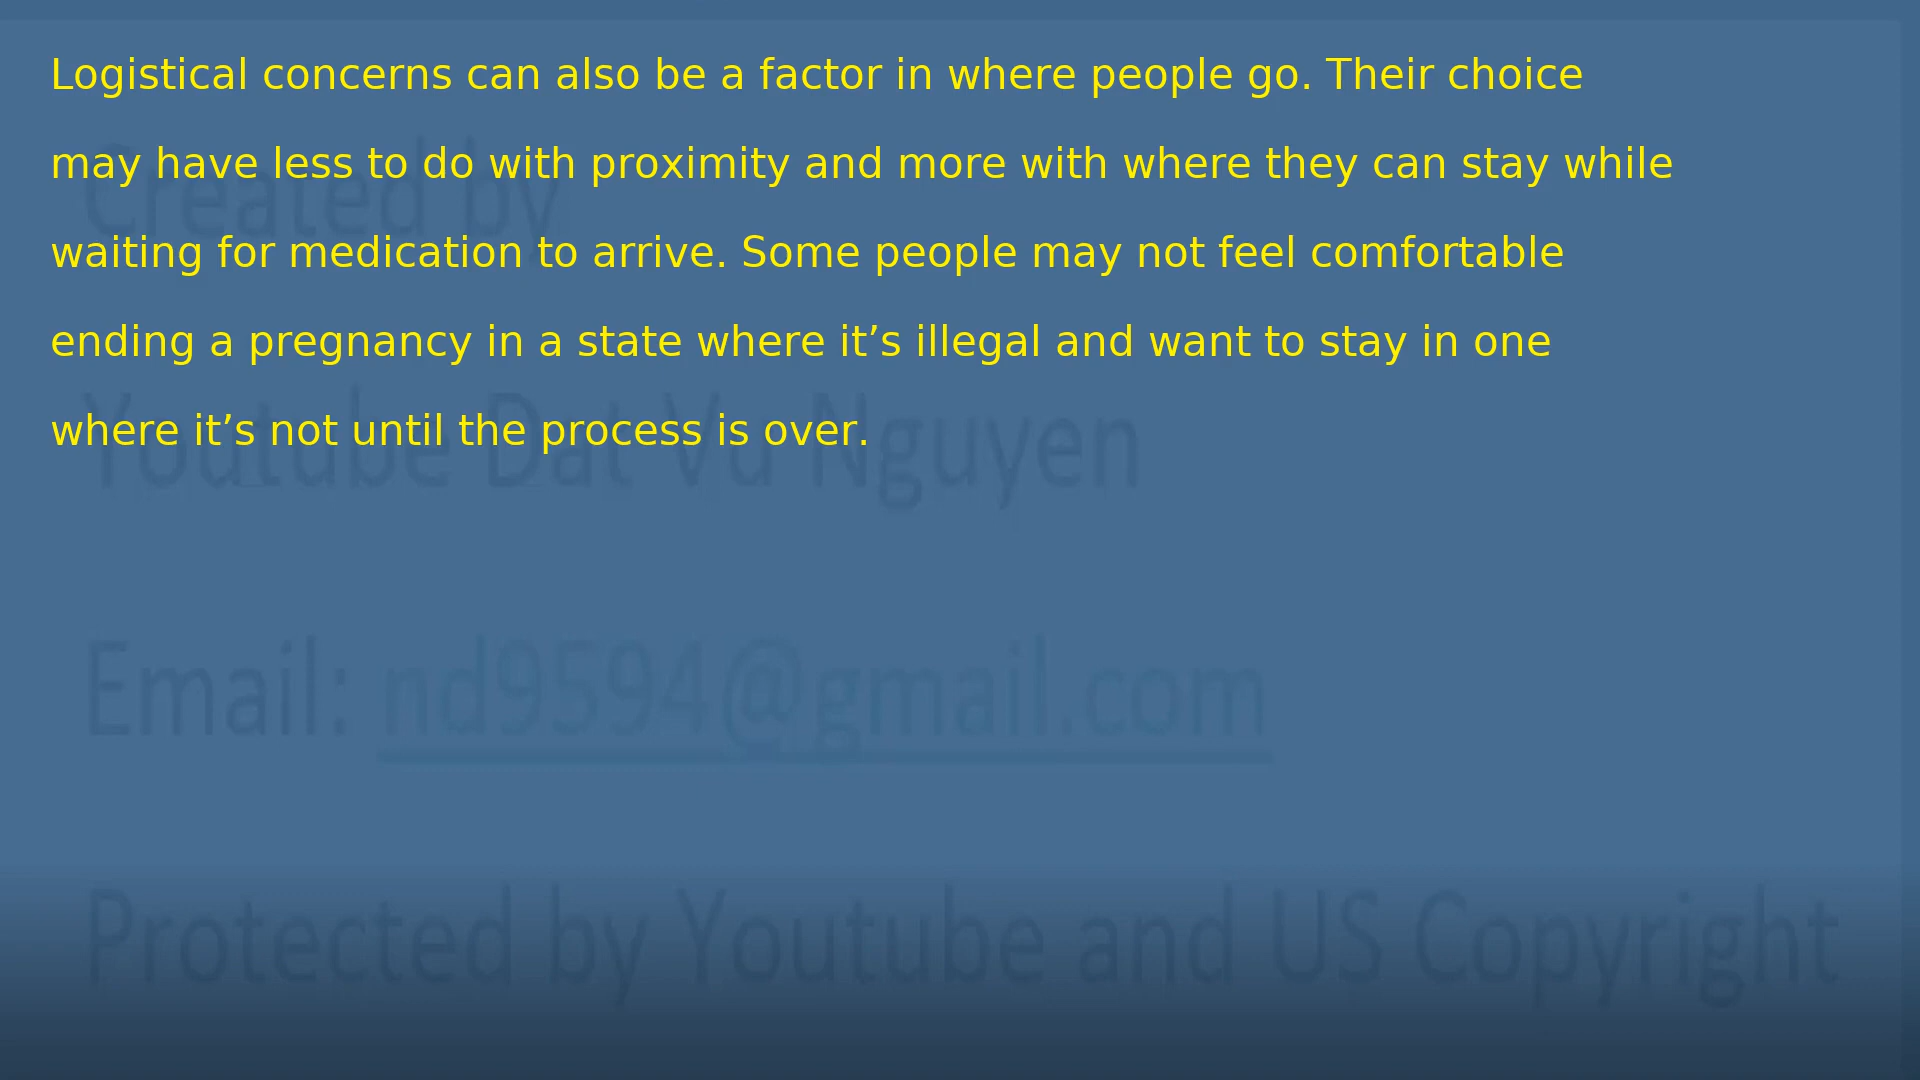 Logistical concerns can also be a factor in where people go. Their choice
may have less to do with proximity and more with where they can stay while
waiting for medication to arrive. Some people may not feel comfortable
ending a pregnancy in a state where it’s illegal and want to stay in one
where it’s not until the process is over.
Created by
Youtube Dat Vu Nguyen
Email: nd9594@gmail.com
Protected by Youtube and US Copyright